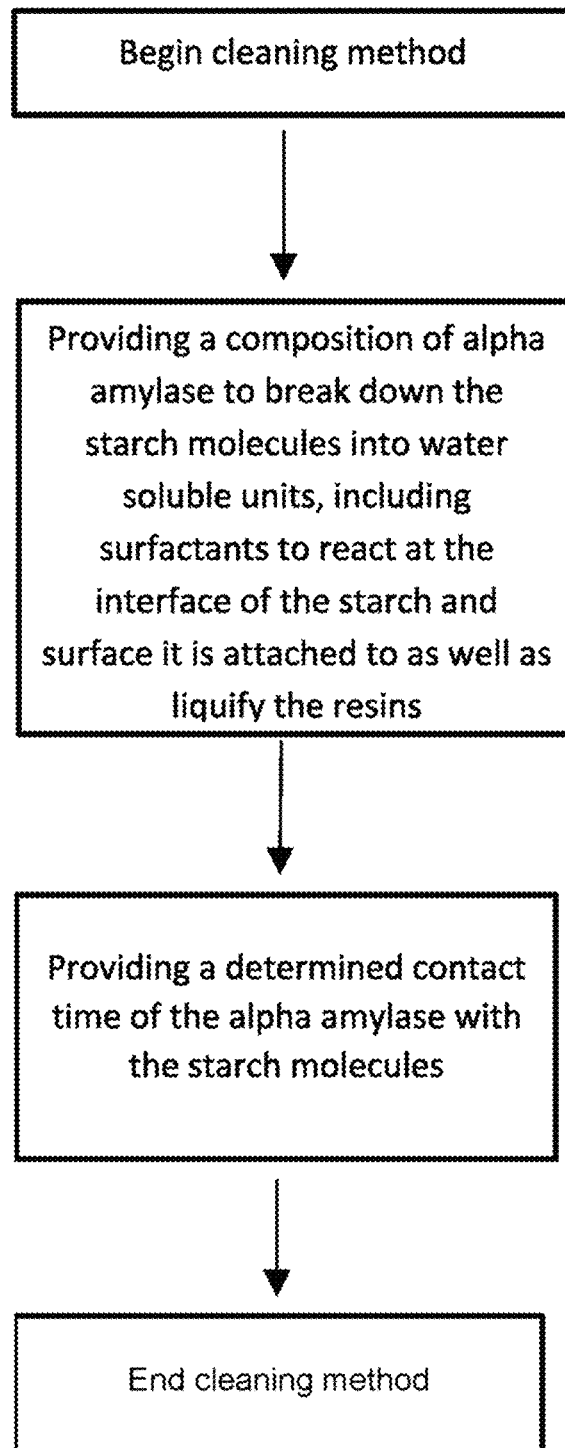 Begin cleaning method
Providing a composition of alpha
amylase to break down the
starch molecules into water
soluble units, including
surfactants to react at the
interface of the starch and
surface it is attached to as well as
liquify the resins
Providing a determined contact
time of the alpha amylase with
the starch molecules
End cleaning method